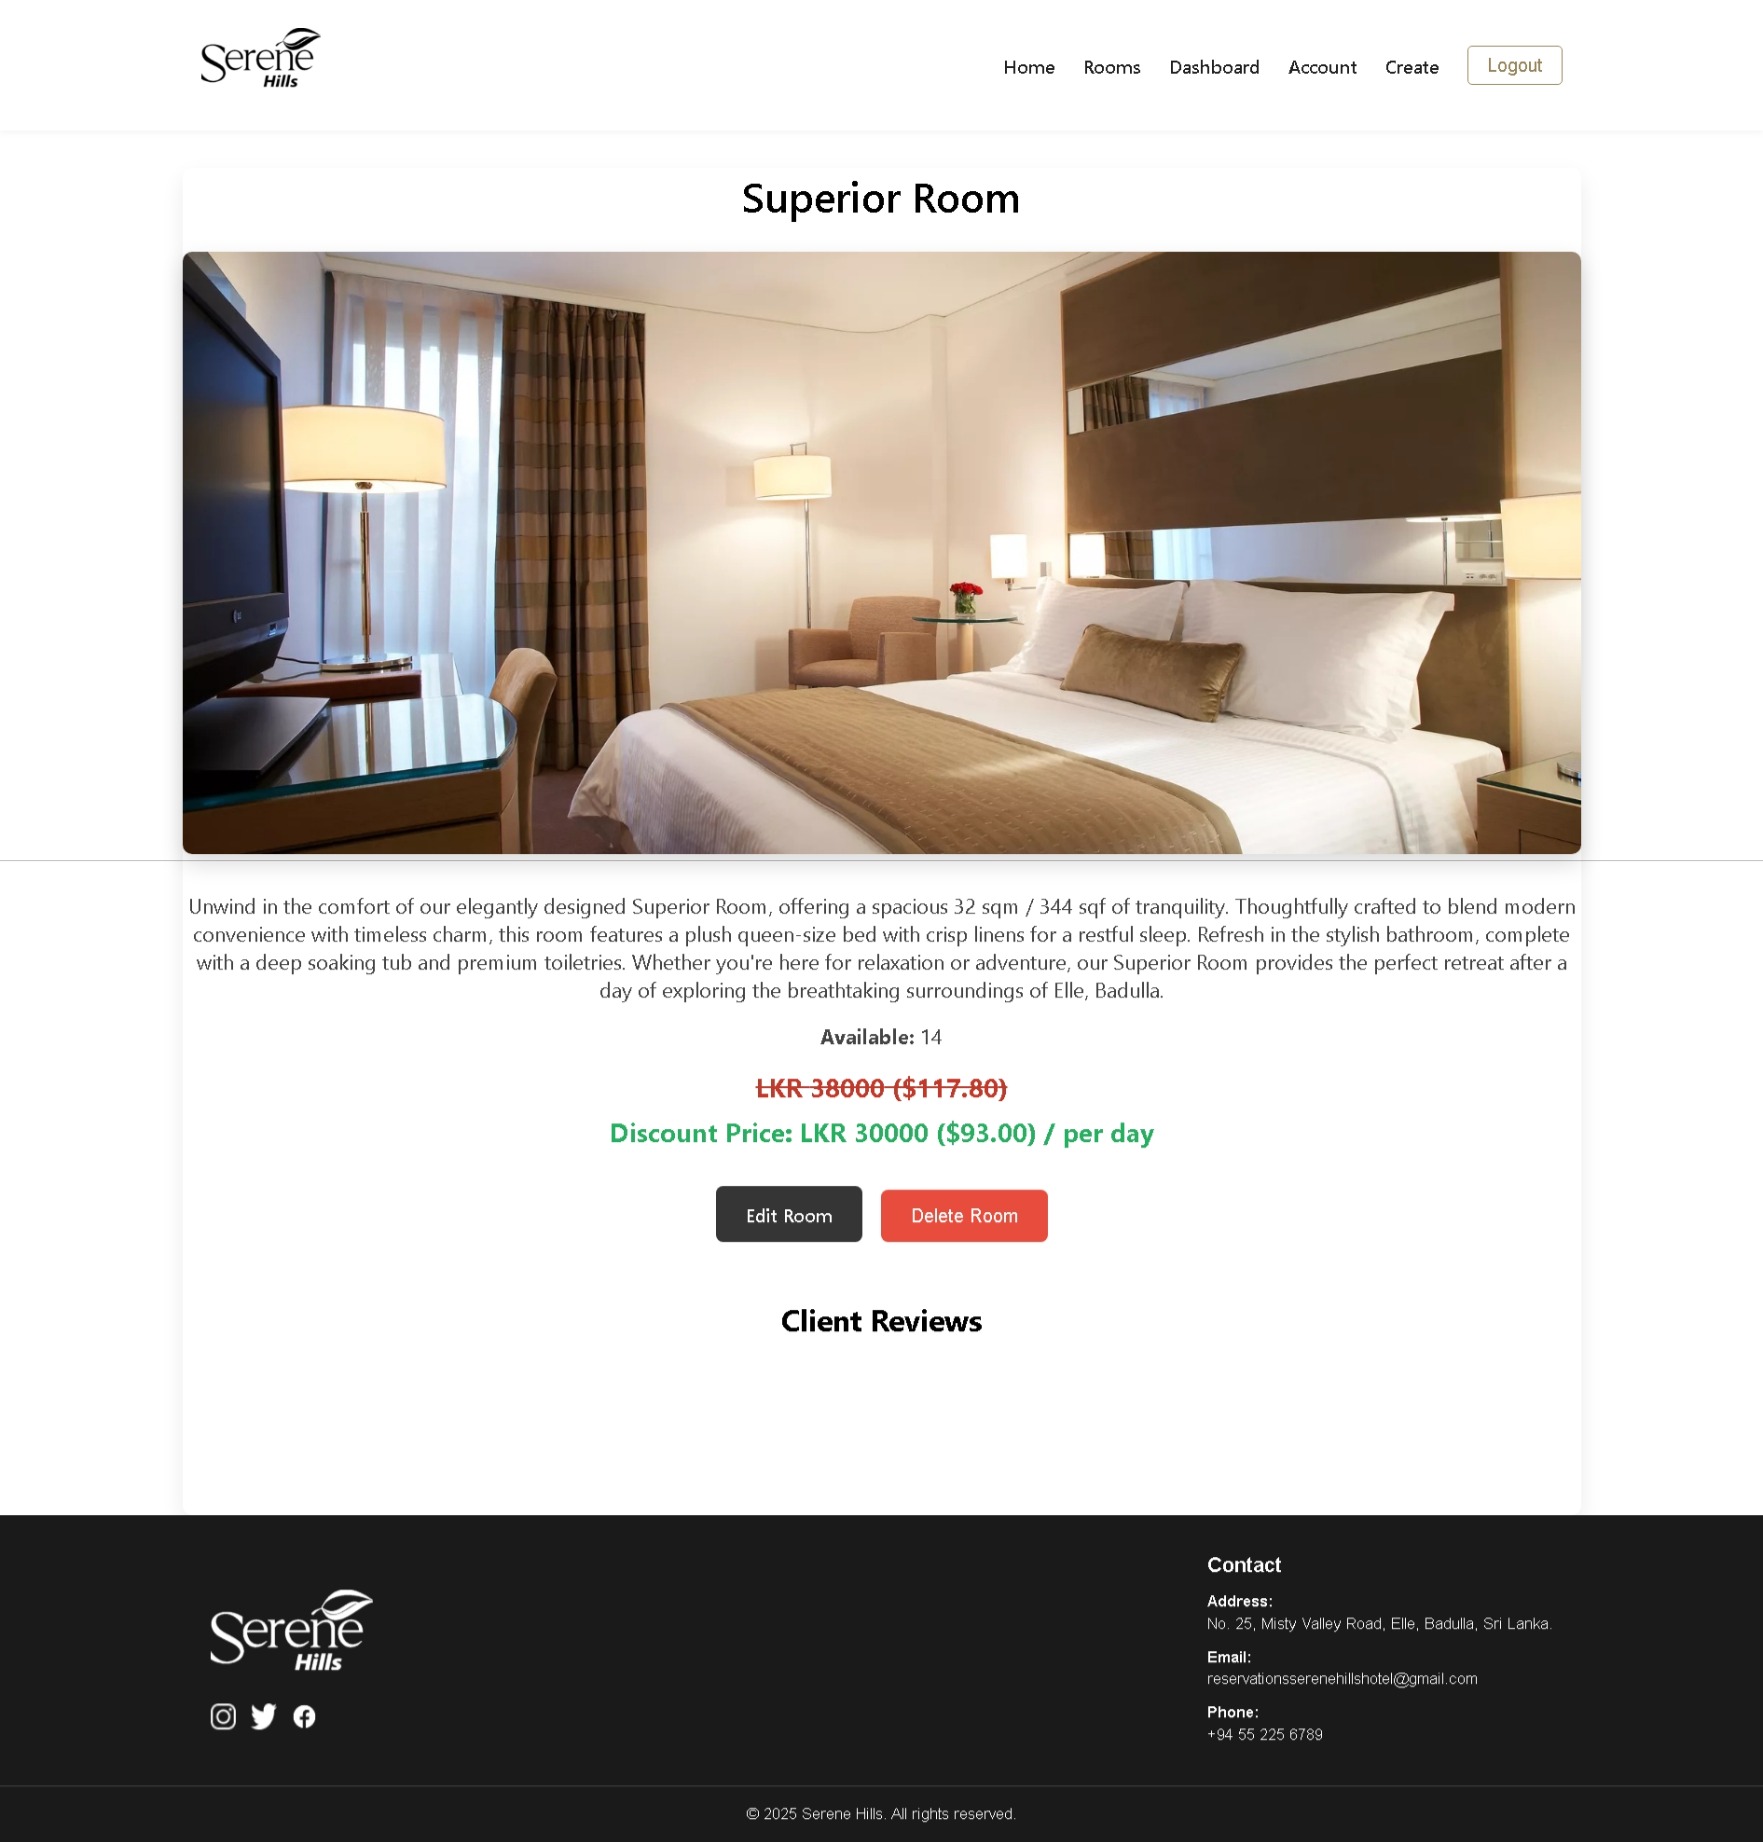 Serene
Hills
Home Rooms Dashboard Account Create Logout
Superior Room
Unwind in the comfort of our elegantly designed Superior Room, offering a spacious 32 sqm / 344 sqf of tranquility. Thoughtfully crafted to blend modern
convenience with timeless charm, this room features a plush queen-size bed with crisp linens for a restful sleep. Refresh in the stylish bathroom, complete
with a deep soaking tub and premium toiletries. Whether you're here for relaxation or adventure, our Superior Room provides the perfect retreat after a
day of exploring the breathtaking surroundings of Elle, Badulla.
Available: 14
LKR 38000 ($117.80)
Discount Price: LKR 30000 ($93.00) / per day
Edit Room Delete Room
Client Reviews
Serene
Hills
Contact
Address:
No. 25, Misty Valley Road, Elle, Badulla, Sri Lanka.
Email:
reservationsserenehillshotel@gmail.com
Phone:
+94 55 225 6789
© 2025 Serene Hills. All rights reserved.